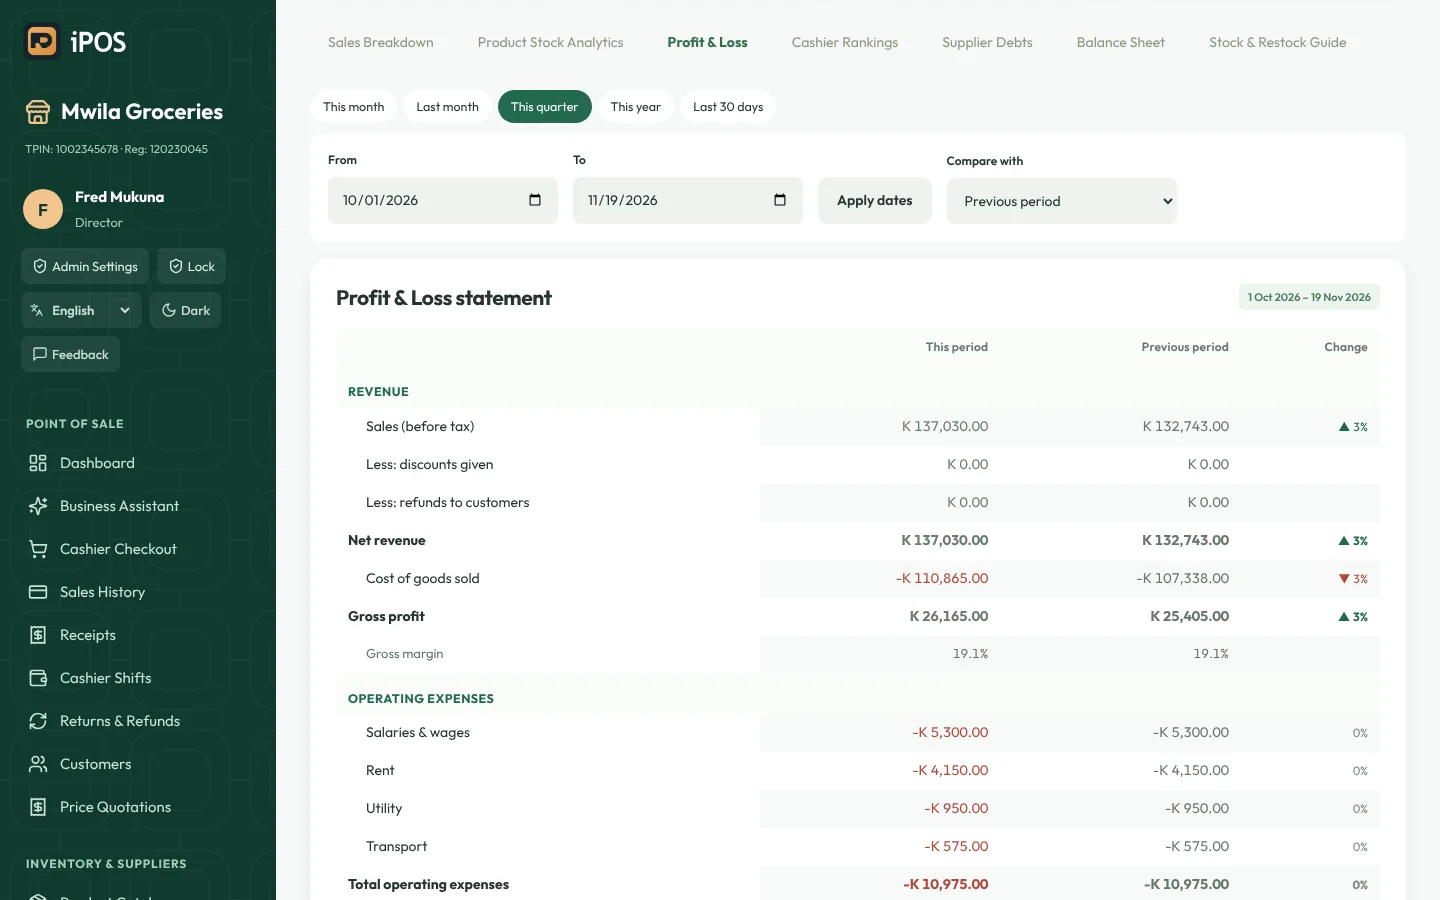 iPOS
Mwila Groceries
TPIN: 1002345678 · Reg: 120230045
F
Fred Mukuna
Director
Admin Settings
Lock
English
Dark
Feedback
POINT OF SALE
Dashboard
Business Assistant
Cashier Checkout
Sales History
Receipts
Cashier Shifts
Returns & Refunds
Customers
Price Quotations
INVENTORY & SUPPLIERS
Sales Breakdown Product Stock Analytics Profit & Loss Cashier Rankings Supplier Debts Balance Sheet Stock & Restock Guide
This month Last month This quarter This year Last 30 days
From To Compare with
10/01/2026 11/19/2026 Apply dates Previous period
Profit & Loss statement 1 Oct 2026 – 19 Nov 2026
This period Previous period Change
REVENUE
Sales (before tax) K 137,030.00 K 132,743.00 ▲ 3%
Less: discounts given K 0.00 K 0.00
Less: refunds to customers K 0.00 K 0.00
Net revenue K 137,030.00 K 132,743.00 ▲ 3%
Cost of goods sold -K 110,865.00 -K 107,338.00 ▼ 3%
Gross profit K 26,165.00 K 25,405.00 ▲ 3%
Gross margin 19.1% 19.1%
OPERATING EXPENSES
Salaries & wages -K 5,300.00 -K 5,300.00 0%
Rent -K 4,150.00 -K 4,150.00 0%
Utility -K 950.00 -K 950.00 0%
Transport -K 575.00 -K 575.00 0%
Total operating expenses -K 10,975.00 -K 10,975.00 0%